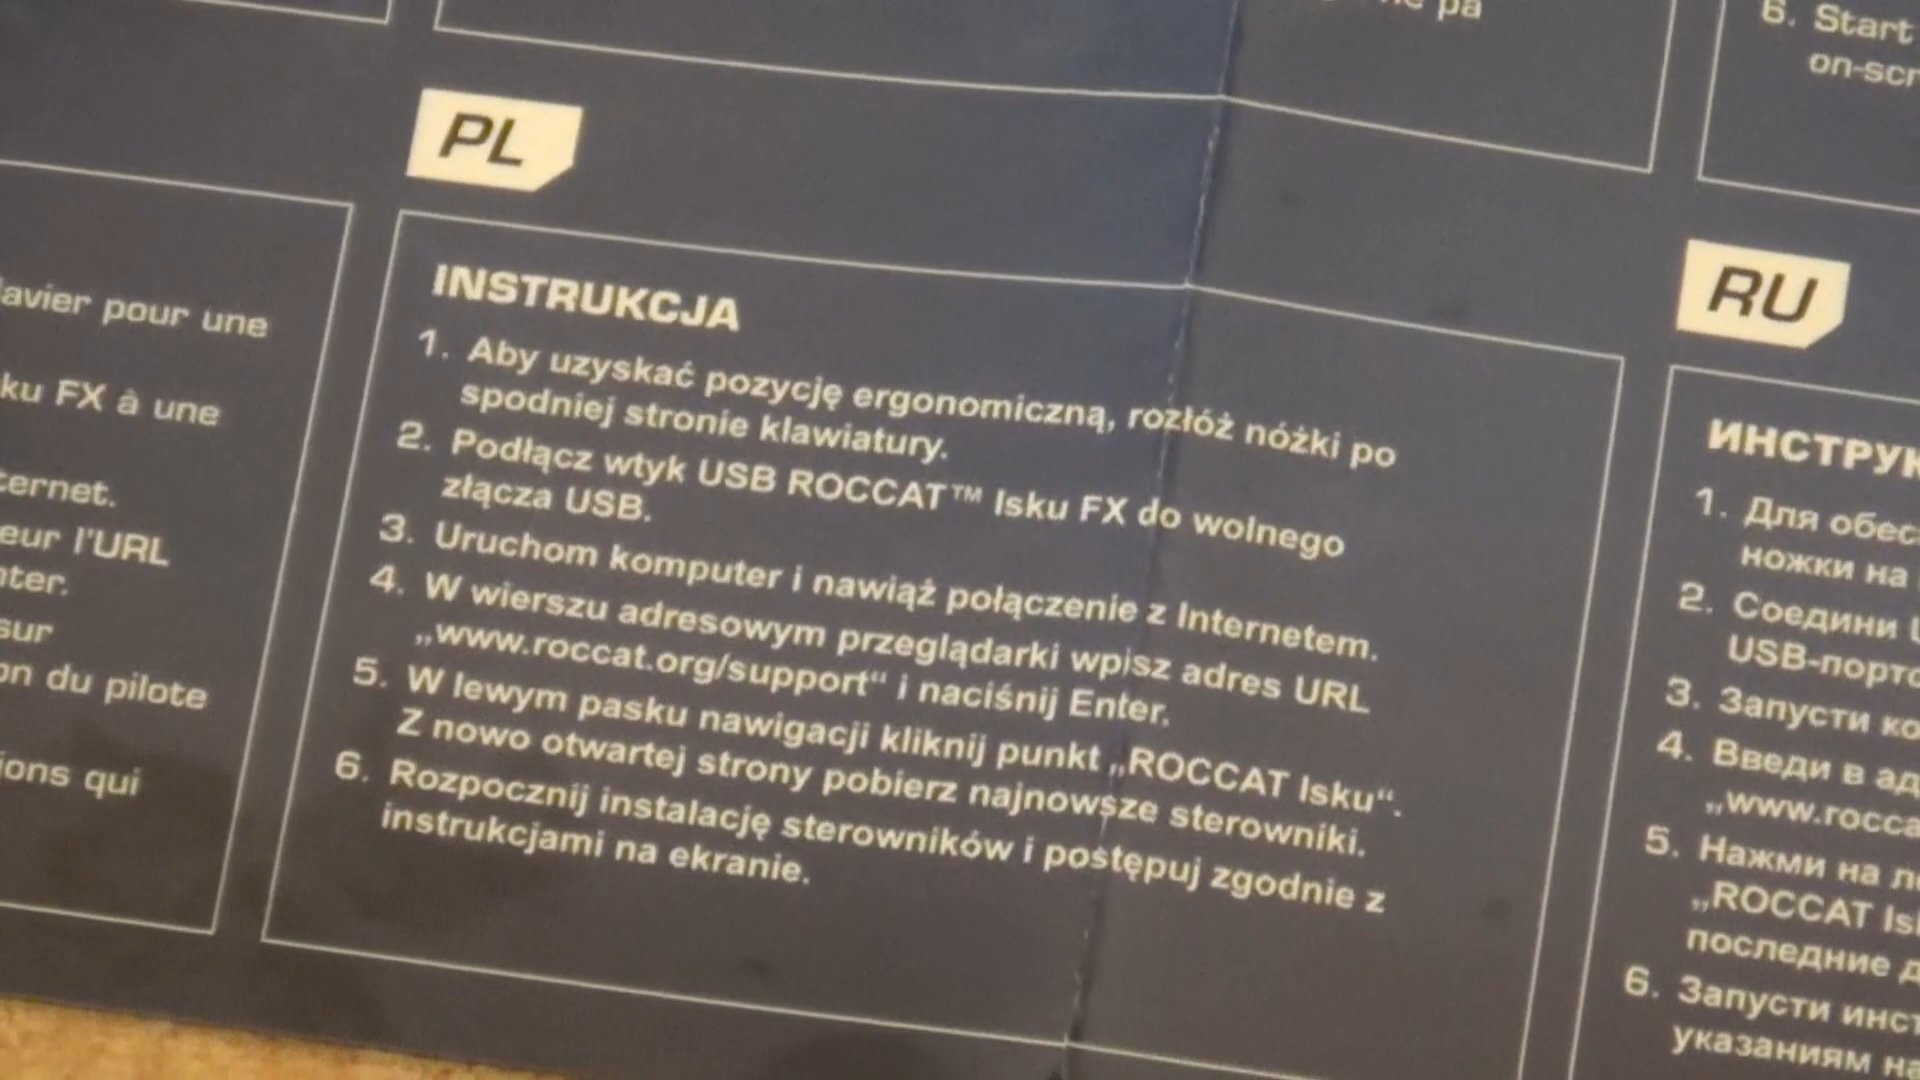 pa
6. Start
on-scr
PL
avier pour une
ku FX à une
ternet.
eur l'URL
nter.
sur
on du pilote
ions qui
INSTRUKCJA
1. Aby uzyskać pozycję ergonomiczną, rozłóż nóżki po
spodniej stronie klawiatury.
2. Podłącz wtyk USB ROCCAT™ Isku FX do wolnego
złącza USB.
3. Uruchom komputer i nawiąż połączenie z Internetem.
4. W wierszu adresowym przeglądarki wpisz adres URL
„www.roccat.org/support“ i naciśnij Enter.
5. W lewym pasku nawigacji kliknij punkt „ROCCAT Isku“.
Z nowo otwartej strony pobierz najnowsze sterowniki.
6. Rozpocznij instalację sterowników i postępuj zgodnie z
instrukcjami na ekranie.
RU
ИНСТРУК
1. Для обес
ножки на
2. Соедини U
USB-порто
3. Запусти ко
4. Введи в ад
„www.rocca
5. Нажми на ле
„ROCCAT Isk
последние д
6. Запусти инст
указаниям на